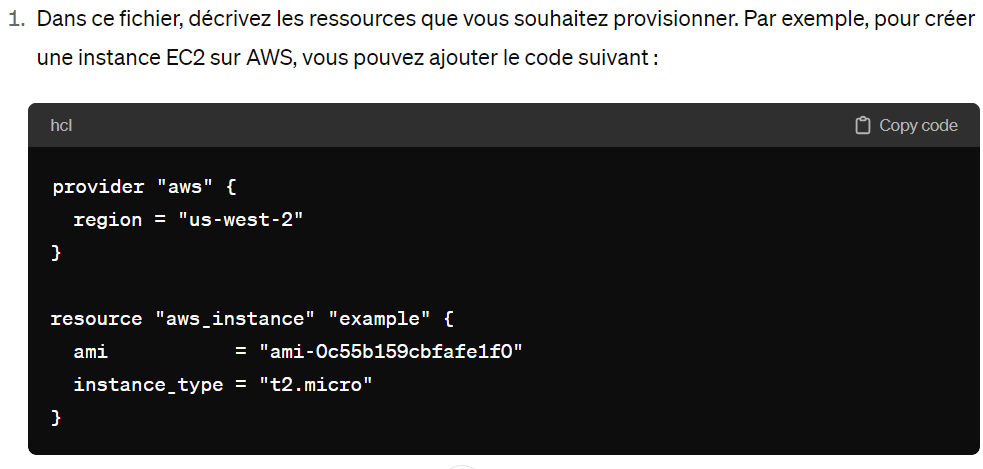 1. Dans ce fichier, décrivez les ressources que vous souhaitez provisionner. Par exemple, pour créer
une instance EC2 sur AWS, vous pouvez ajouter le code suivant :
hcl
Copy code
provider "aws" {
  region = "us-west-2"
}
resource "aws_instance" "example" {
  ami           = "ami-0c55b159cbfafe1f0"
  instance_type = "t2.micro"
}